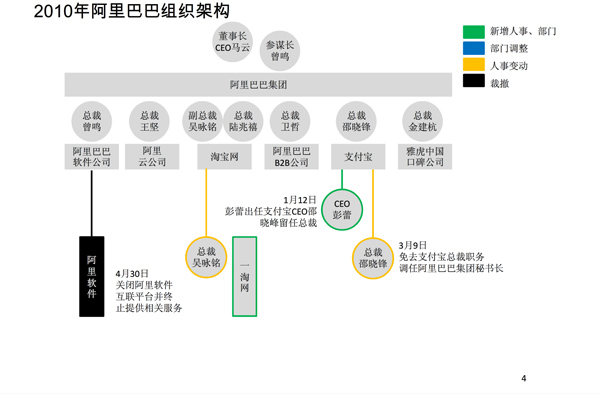 2010年阿里巴巴组织架构
新增人事、部门
部门调整
人事变动
裁撤
董事长
CEO马云
参谋长
曾鸣
阿里巴巴集团
总裁
曾鸣
总裁
王坚
副总裁
吴咏铭
总裁
陆兆禧
总裁
卫哲
总裁
邵晓锋
总裁
金建杭
阿里巴巴
软件公司
阿里
云公司
淘宝网
阿里巴巴
B2B公司
支付宝
雅虎中国
口碑公司
1月12日
彭蕾出任支付宝CEO邵
晓峰留任总裁
CEO
彭蕾
阿里软件
4月30日
关闭阿里软件
互联平台并终
止提供相关服务
总裁
吴咏铭
一淘网
总裁
邵晓锋
3月9日
免去支付宝总裁职务
调任阿里巴巴集团秘书长
4